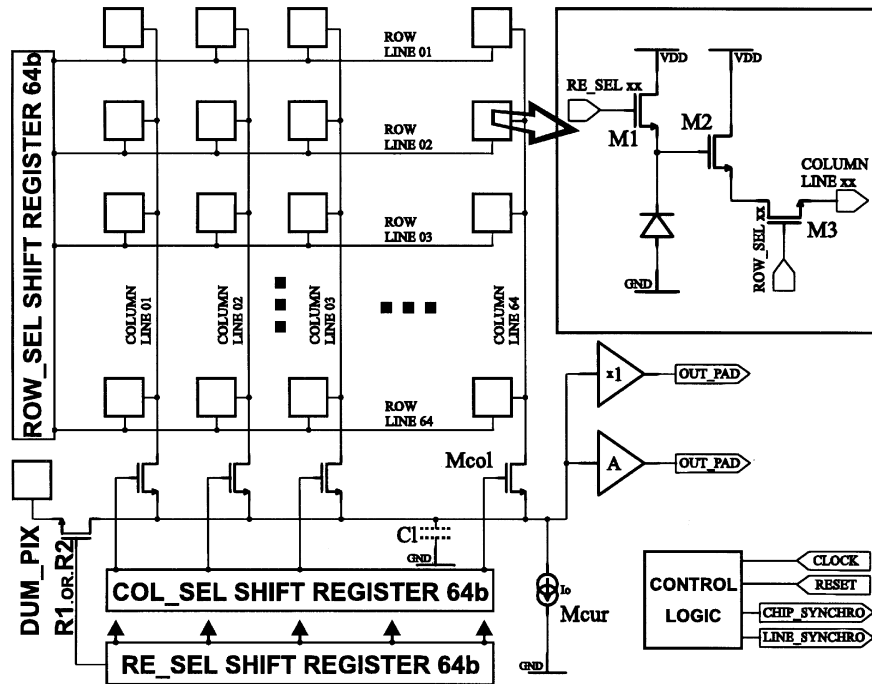 ROW_SEL SHIFT REGISTER 64b
ROW
LINE 01
ROW
LINE 02
ROW
LINE 03
ROW
LINE 64
COLUMN
LINE 01
COLUMN
LINE 02
COLUMN
LINE 03
COLUMN
LINE 64
VDD
VDD
RE_SEL xx
M1
M2
COLUMN
LINE xx
M3
ROW_SEL xx
GND
x1
OUT_PAD
A
OUT_PAD
Mcol
Cl
GND
DUM_PIX
R1.OR.R2
COL_SEL SHIFT REGISTER 64b
RE_SEL SHIFT REGISTER 64b
Io
Mcur
GND
CONTROL
LOGIC
CLOCK
RESET
CHIP_SYNCHRO
LINE_SYNCHRO